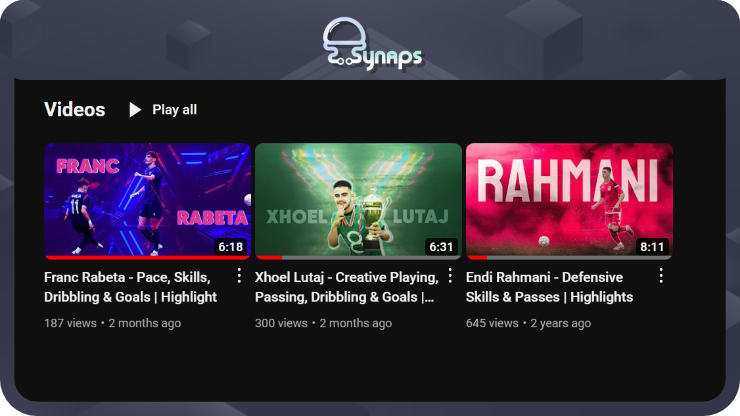 Synaps
Videos
Play all
FRANC
RABETA
11
6:18
XHOEL LUTAJ
6:31
RAHMANI
8:11
Franc Rabeta - Pace, Skills,
Dribbling & Goals | Highlight
187 views • 2 months ago
Xhoel Lutaj - Creative Playing,
Passing, Dribbling & Goals |...
300 views • 2 months ago
Endi Rahmani - Defensive
Skills & Passes | Highlights
645 views • 2 years ago